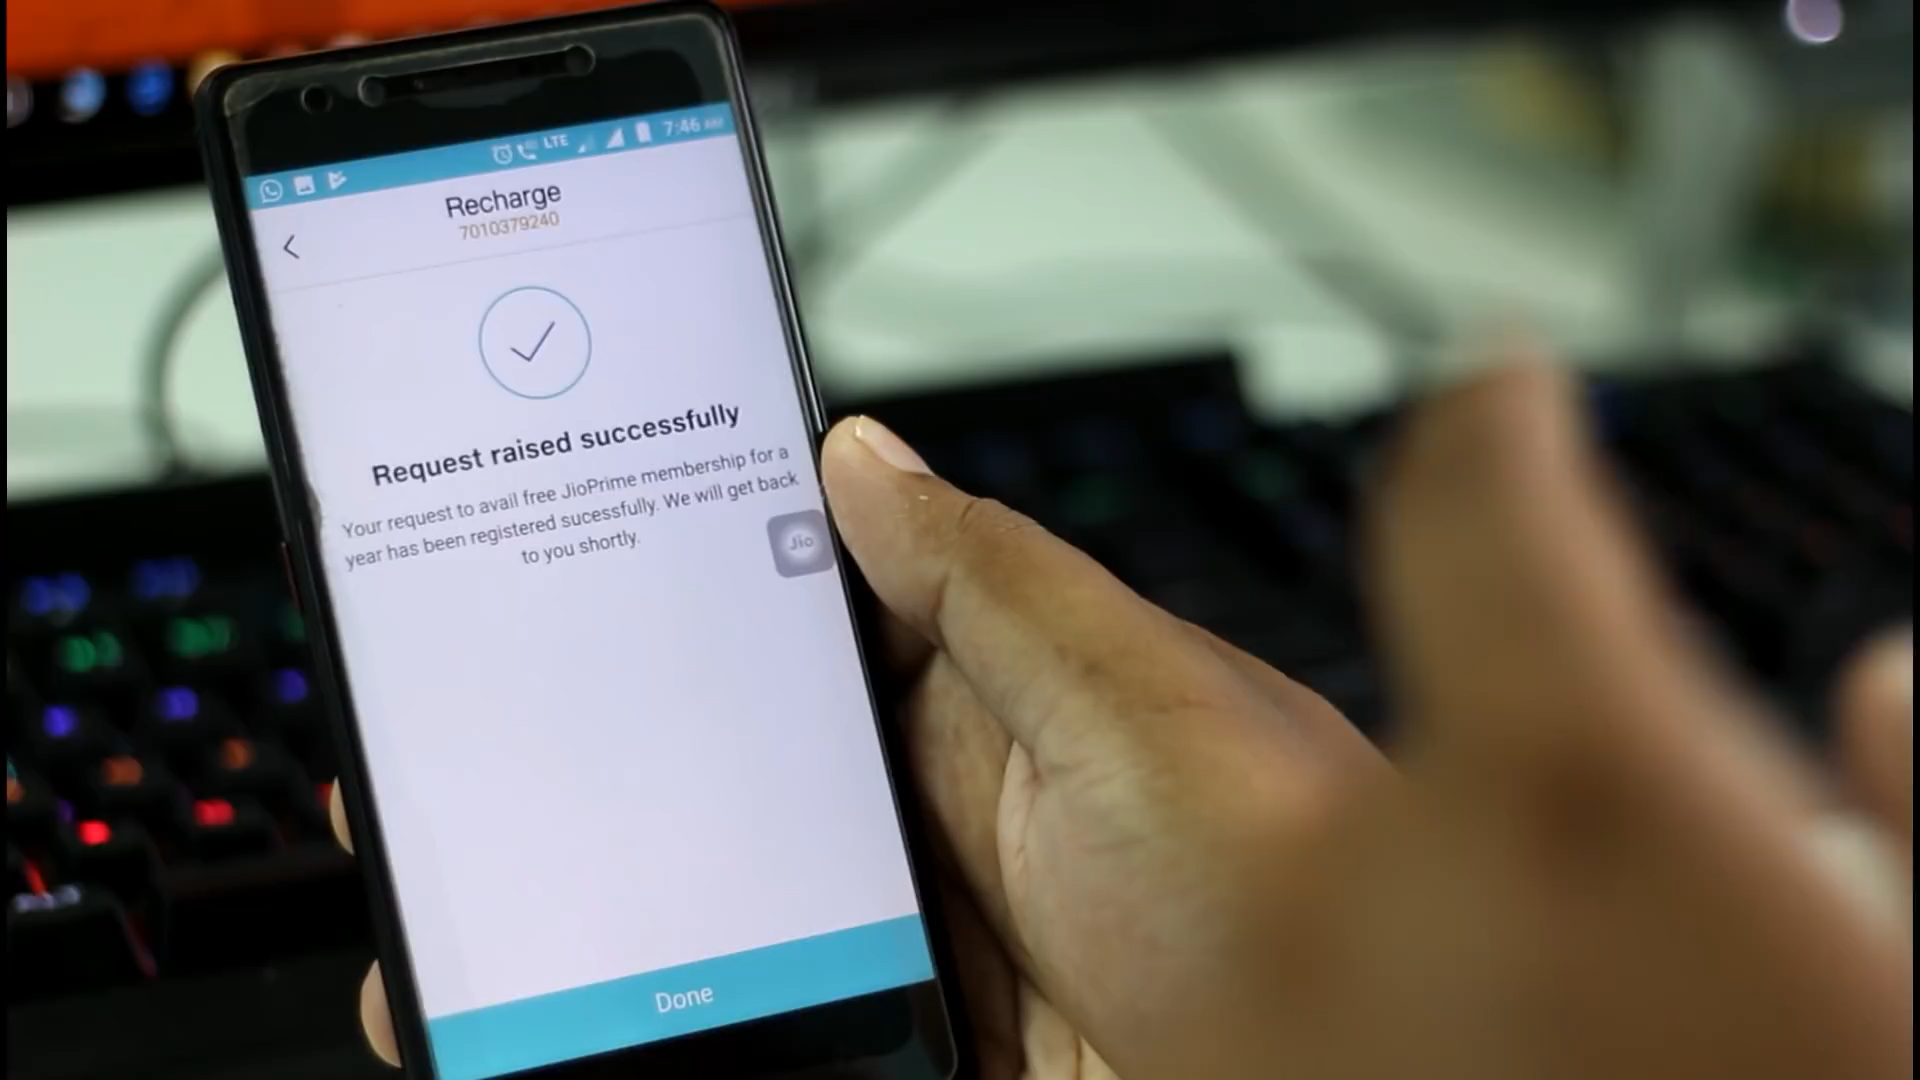 LTE 7:46 AM
Recharge
7010379240
Request raised successfully
Your request to avail free JioPrime membership for a
year has been registered sucessfully. We will get back
to you shortly.
Jio
Done